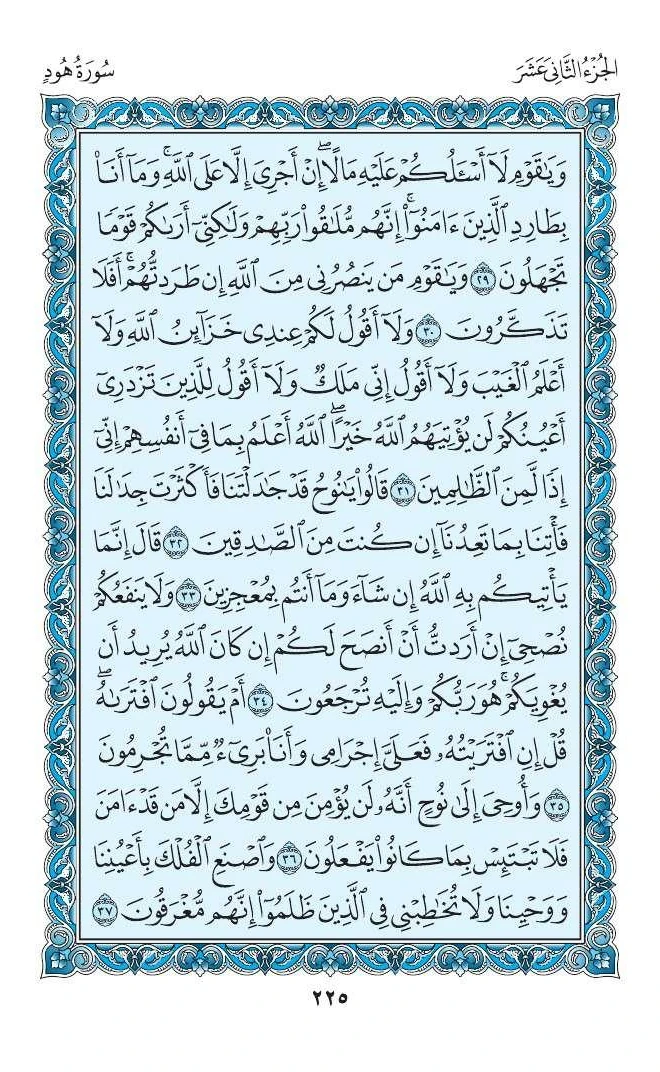 الجُزْءُ الثَّانِي عَشَرَ
سُورَةُ هُودٍ
وَيَٰقَوْمِ لَآ أَسْـَٔلُكُمْ عَلَيْهِ مَالًا ۖ إِنْ أَجْرِىَ إِلَّا عَلَى ٱللَّهِ ۚ وَمَآ أَنَا۠
بِطَارِدِ ٱلَّذِينَ ءَامَنُوٓا۟ ۚ إِنَّهُم مُّلَٰقُوا۟ رَبِّهِمْ وَلَٰكِنِّىٓ أَرَىٰكُمْ قَوْمًا
تَجْهَلُونَ ٢٩ وَيَٰقَوْمِ مَن يَنصُرُنِى مِنَ ٱللَّهِ إِن طَرَدتُّهُمْ ۚ أَفَلَا
تَذَكَّرُونَ ٣٠ وَلَآ أَقُولُ لَكُمْ عِندِى خَزَآئِنُ ٱللَّهِ وَلَآ
أَعْلَمُ ٱلْغَيْبَ وَلَآ أَقُولُ إِنِّى مَلَكٌ وَلَآ أَقُولُ لِلَّذِينَ تَزْدَرِىٓ
أَعْيُنُكُمْ لَن يُؤْتِيَهُمُ ٱللَّهُ خَيْرًا ۖ ٱللَّهُ أَعْلَمُ بِمَا فِىٓ أَنفُسِهِمْ ۖ إِنِّىٓ
إِذًا لَّمِنَ ٱلظَّٰلِمِينَ ٣١ قَالُوا۟ يَٰنُوحُ قَدْ جَٰدَلْتَنَا فَأَكْثَرْتَ جِدَٰلَنَا
فَأْتِنَا بِمَا تَعِدُنَآ إِن كُنتَ مِنَ ٱلصَّٰدِقِينَ ٣٢ قَالَ إِنَّمَا
يَأْتِيكُم بِهِ ٱللَّهُ إِن شَآءَ وَمَآ أَنتُم بِمُعْجِزِينَ ٣٣ وَلَا يَنفَعُكُمْ
نُصْحِىٓ إِنْ أَرَدتُّ أَنْ أَنصَحَ لَكُمْ إِن كَانَ ٱللَّهُ يُرِيدُ أَن
يُغْوِيَكُمْ ۚ هُوَ رَبُّكُمْ وَإِلَيْهِ تُرْجَعُونَ ٣٤ أَمْ يَقُولُونَ ٱفْتَرَىٰهُ ۖ
قُلْ إِنِ ٱفْتَرَيْتُهُۥ فَعَلَىَّ إِجْرَامِى وَأَنَا۠ بَرِىٓءٌ مِّمَّا تُجْرِمُونَ
٣٥ وَأُوحِىَ إِلَىٰ نُوحٍ أَنَّهُۥ لَن يُؤْمِنَ مِن قَوْمِكَ إِلَّا مَن قَدْ ءَامَنَ
فَلَا تَبْتَئِسْ بِمَا كَانُوا۟ يَفْعَلُونَ ٣٦ وَٱصْنَعِ ٱلْفُلْكَ بِأَعْيُنِنَا
وَوَحْيِنَا وَلَا تُخَٰطِبْنِى فِى ٱلَّذِينَ ظَلَمُوٓا۟ ۚ إِنَّهُم مُّغْرَقُونَ ٣٧
٢٢٥